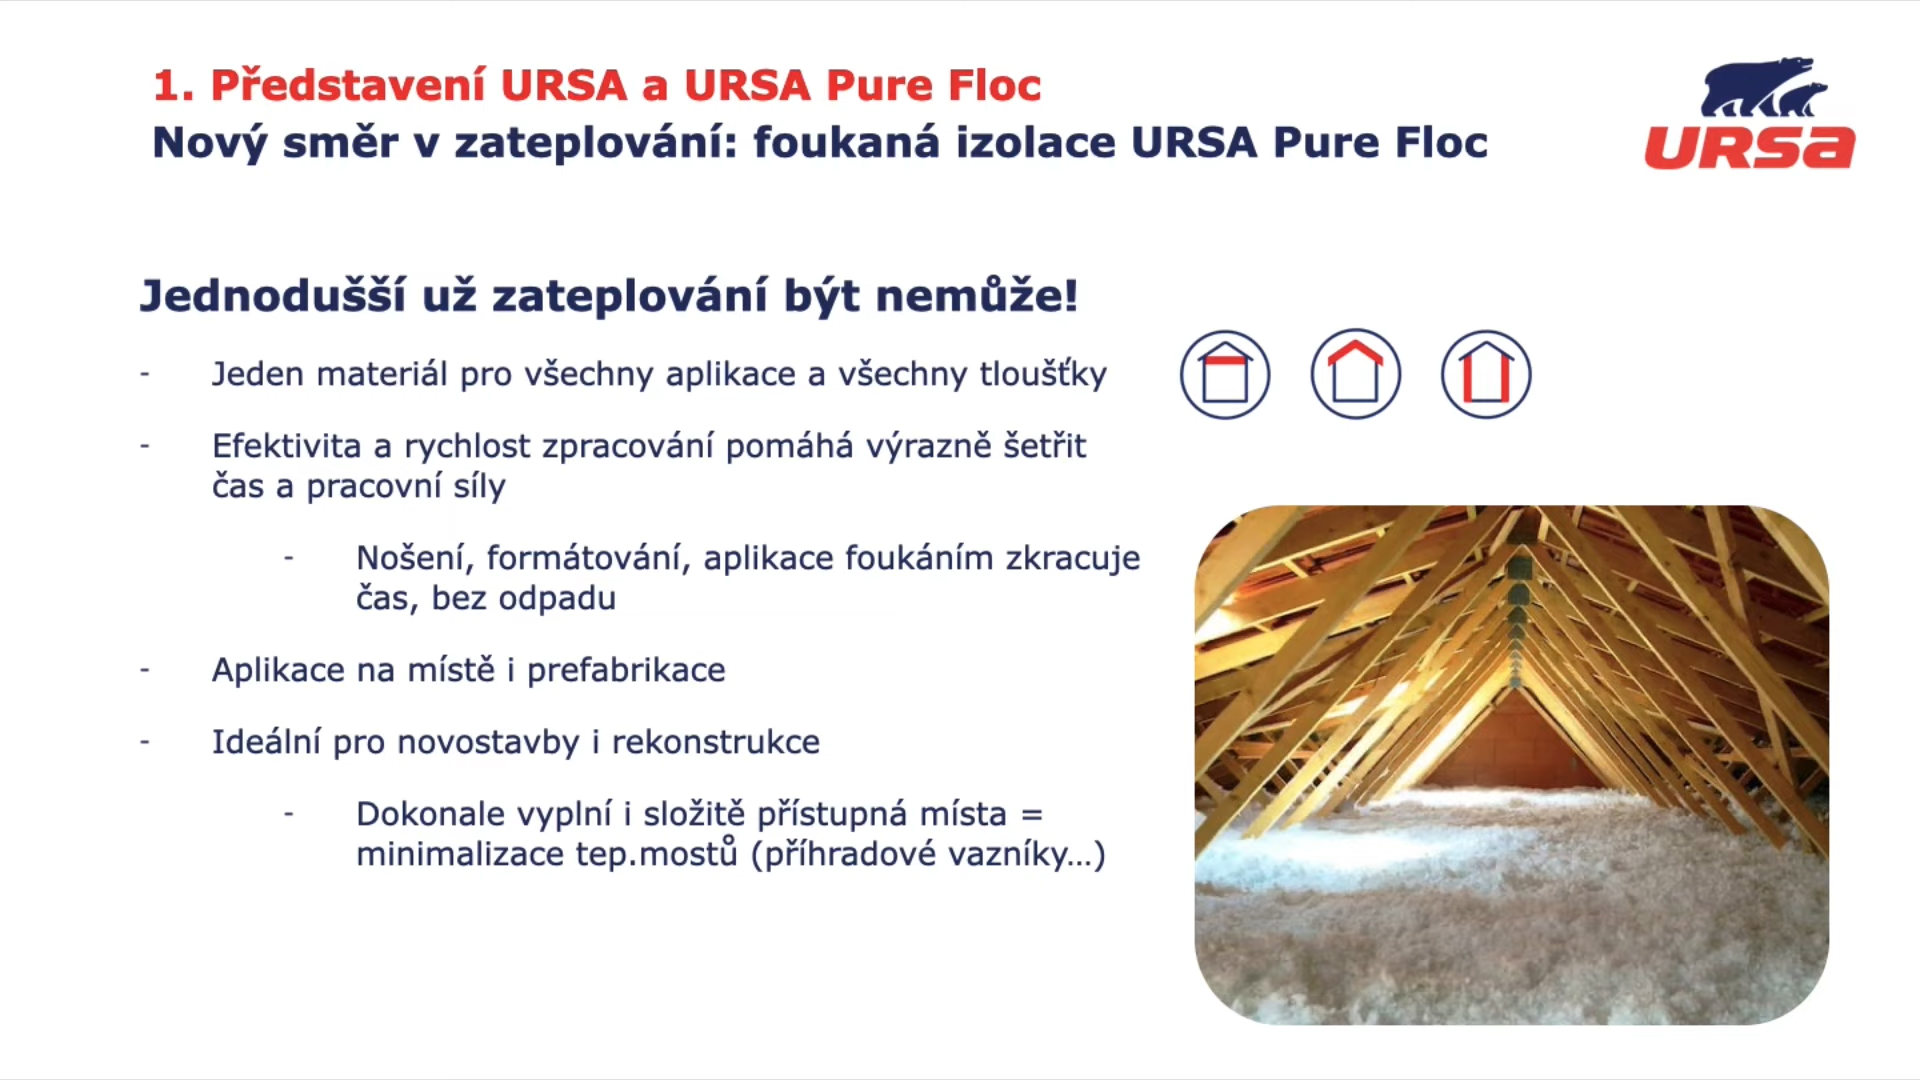 1. Představení URSA a URSA Pure Floc
Nový směr v zateplování: foukaná izolace URSA Pure Floc
URSA
Jednodušší už zateplování být nemůže!
- Jeden materiál pro všechny aplikace a všechny tloušťky
- Efektivita a rychlost zpracování pomáhá výrazně šetřit
čas a pracovní síly
- Nošení, formátování, aplikace foukáním zkracuje
čas, bez odpadu
- Aplikace na místě i prefabrikace
- Ideální pro novostavby i rekonstrukce
- Dokonale vyplní i složitě přístupná místa =
minimalizace tep.mostů (příhradové vazníky…)